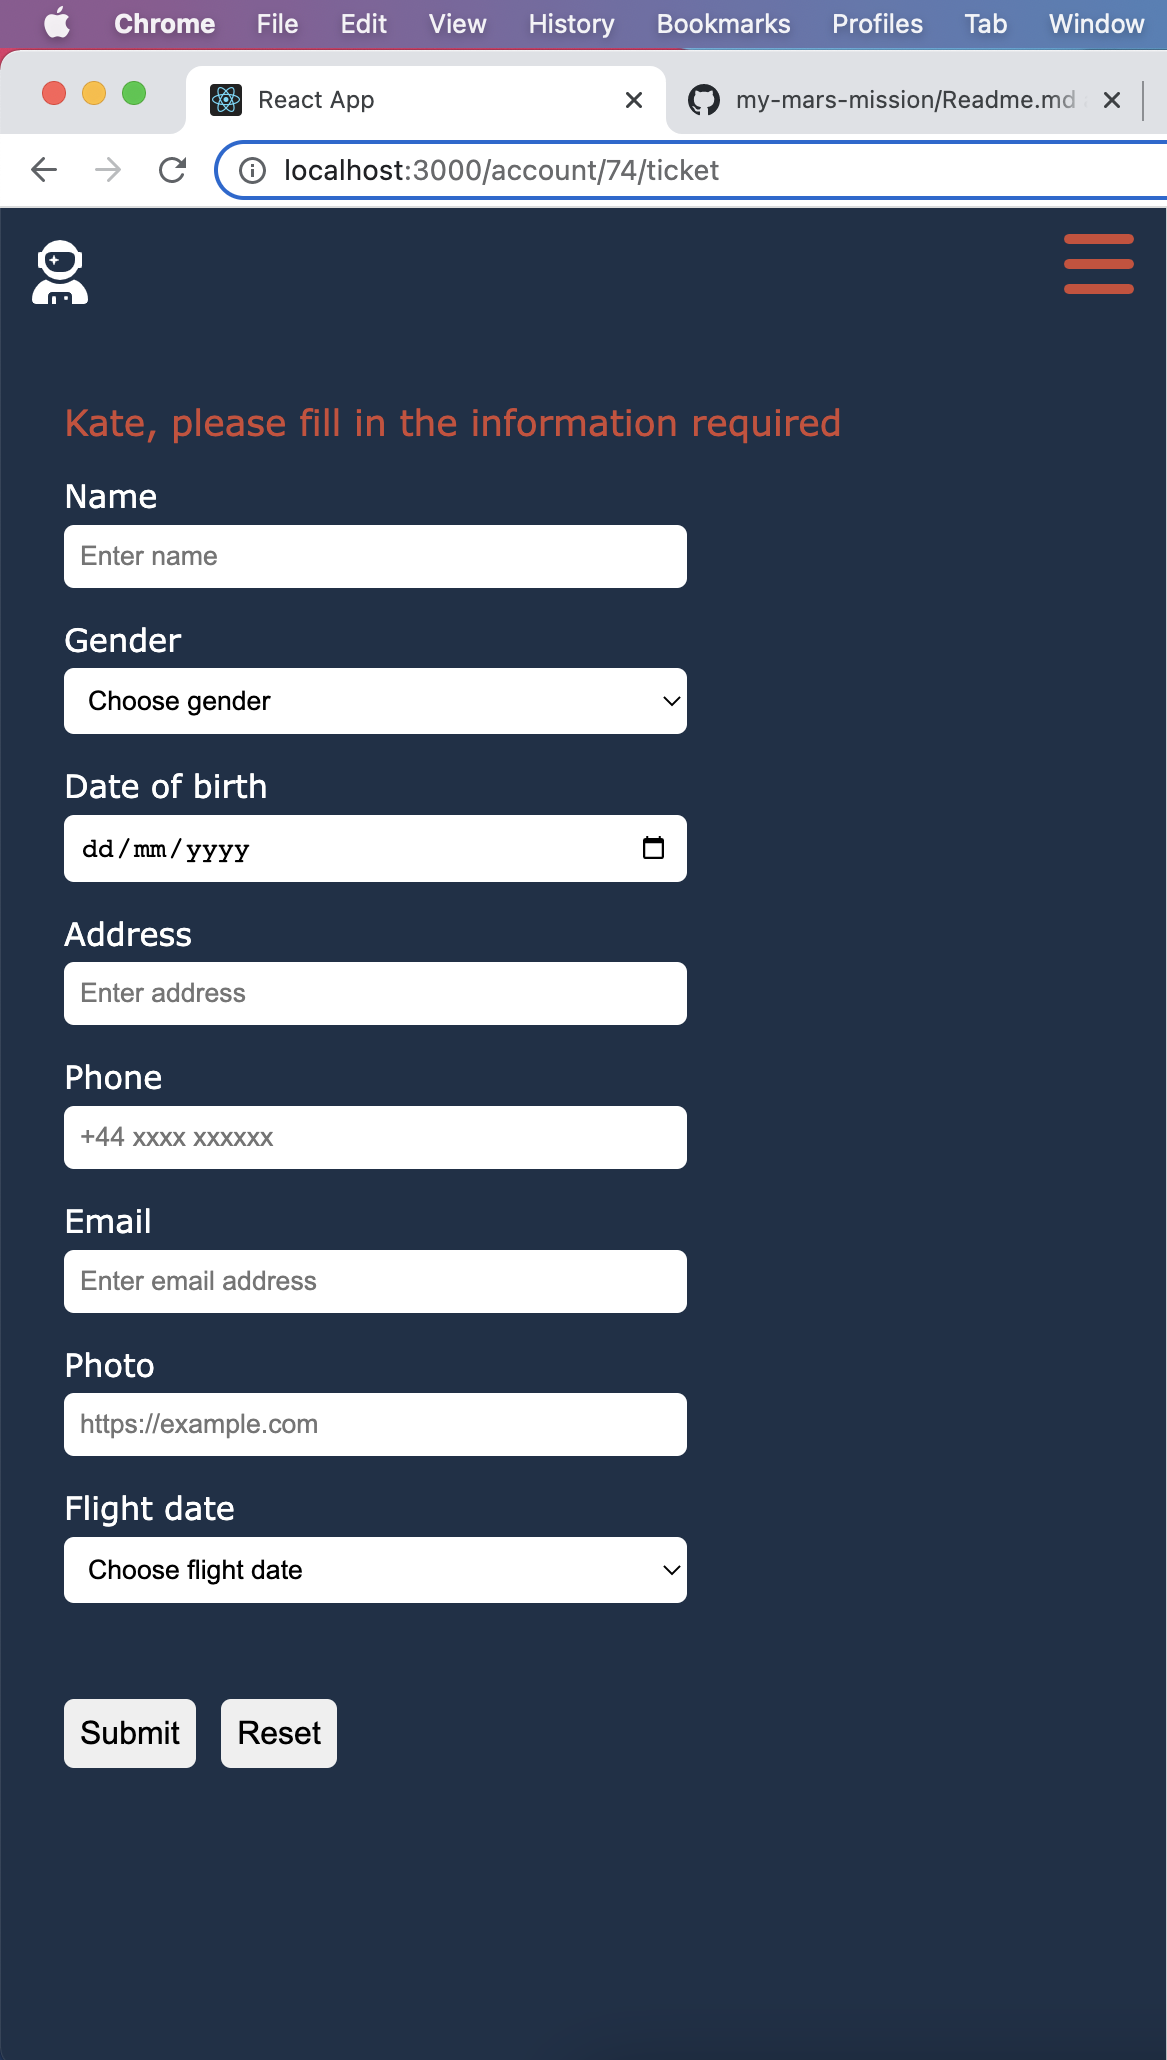 Chrome File Edit View History Bookmarks Profiles Tab Window
React App my-mars-mission/Readme.md
localhost:3000/account/74/ticket
Kate, please fill in the information required
Name
Enter name
Gender
Choose gender
Date of birth
dd/mm/yyyy
Address
Enter address
Phone
+44 xxxx xxxxxx
Email
Enter email address
Photo
https://example.com
Flight date
Choose flight date
Submit Reset